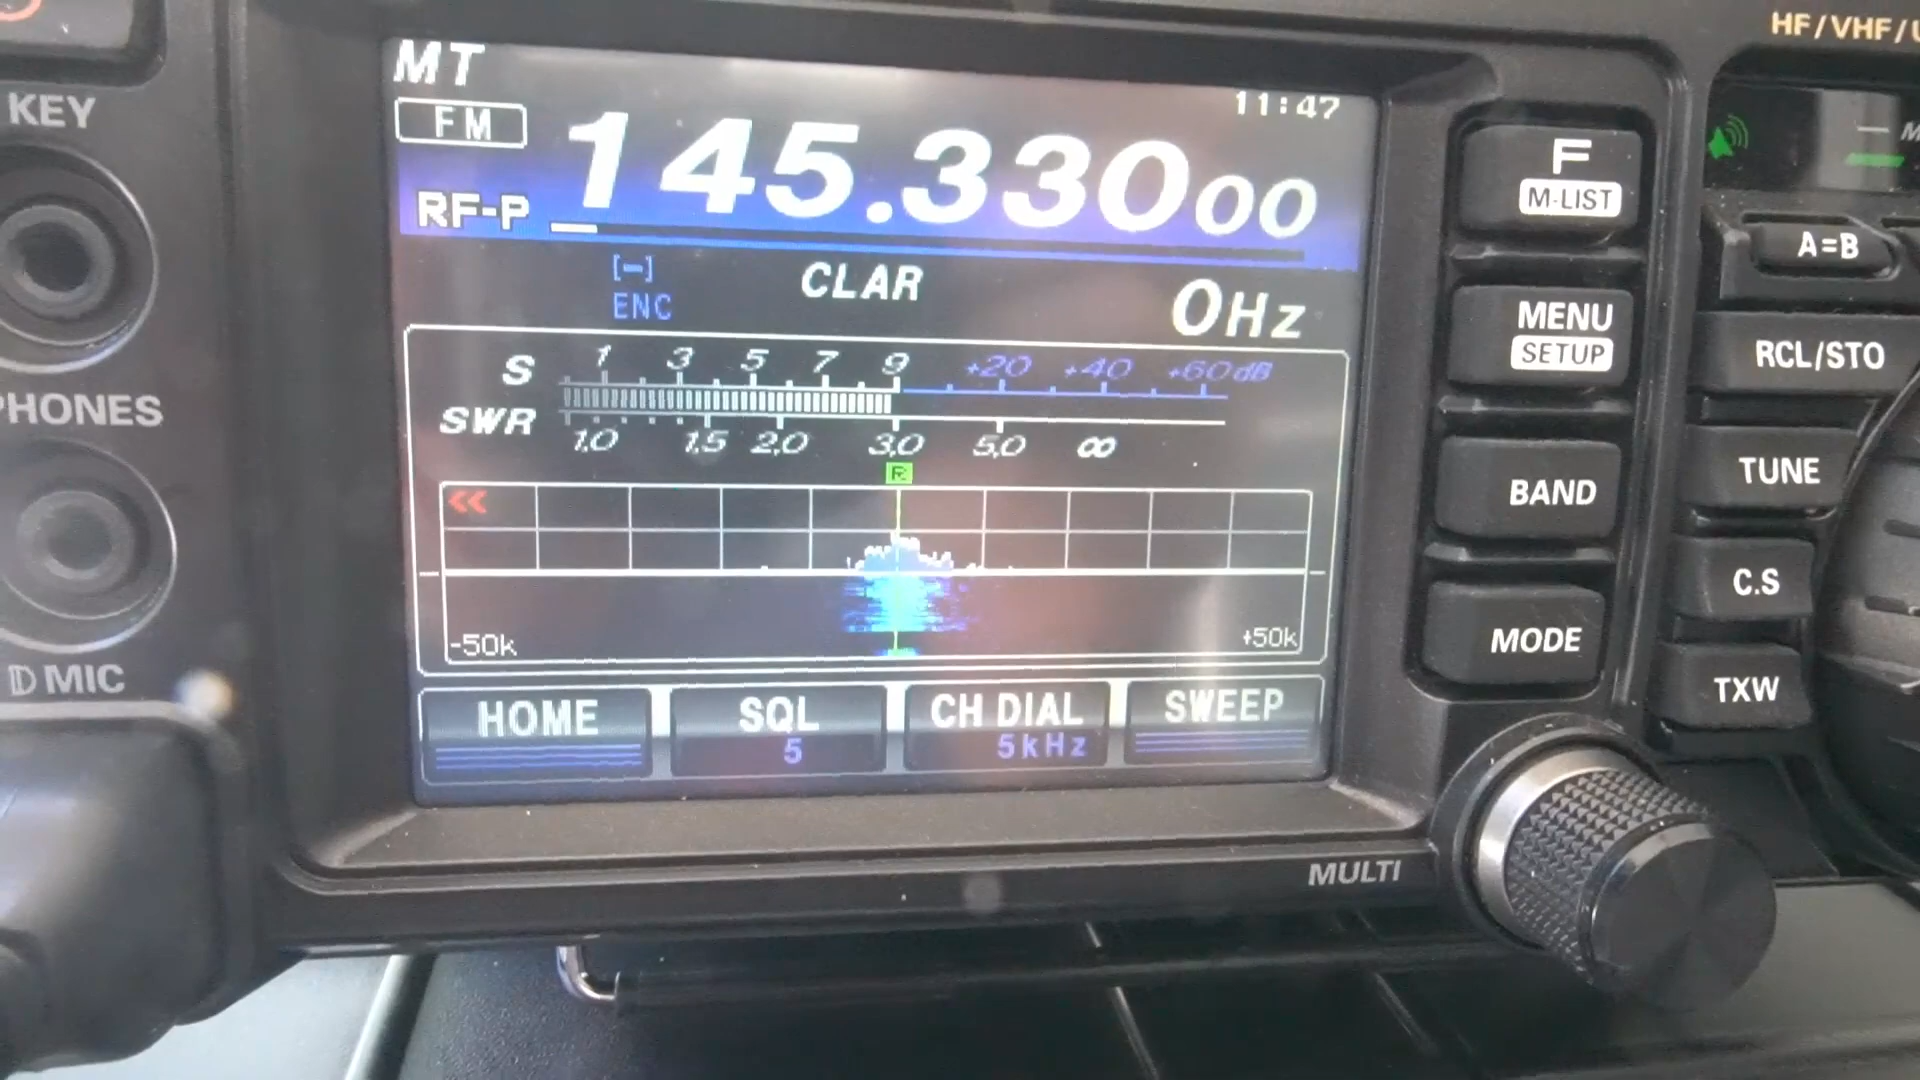 HF/VHF/U
MT
11:47
KEY
FM
145.33000
RF-P
F
M-LIST
A=B
[-]
ENC
CLAR
0Hz
MENU
SETUP
RCL/STO
S 1 3 5 7 9 +20 +40 +60dB
PHONES
SWR
1.0 1.5 2.0 3.0 5.0 ∞
R
<<
BAND
TUNE
-50k
+50k
MODE
C.S
MIC
HOME
SQL
5
CH DIAL
5kHz
SWEEP
TXW
MULTI